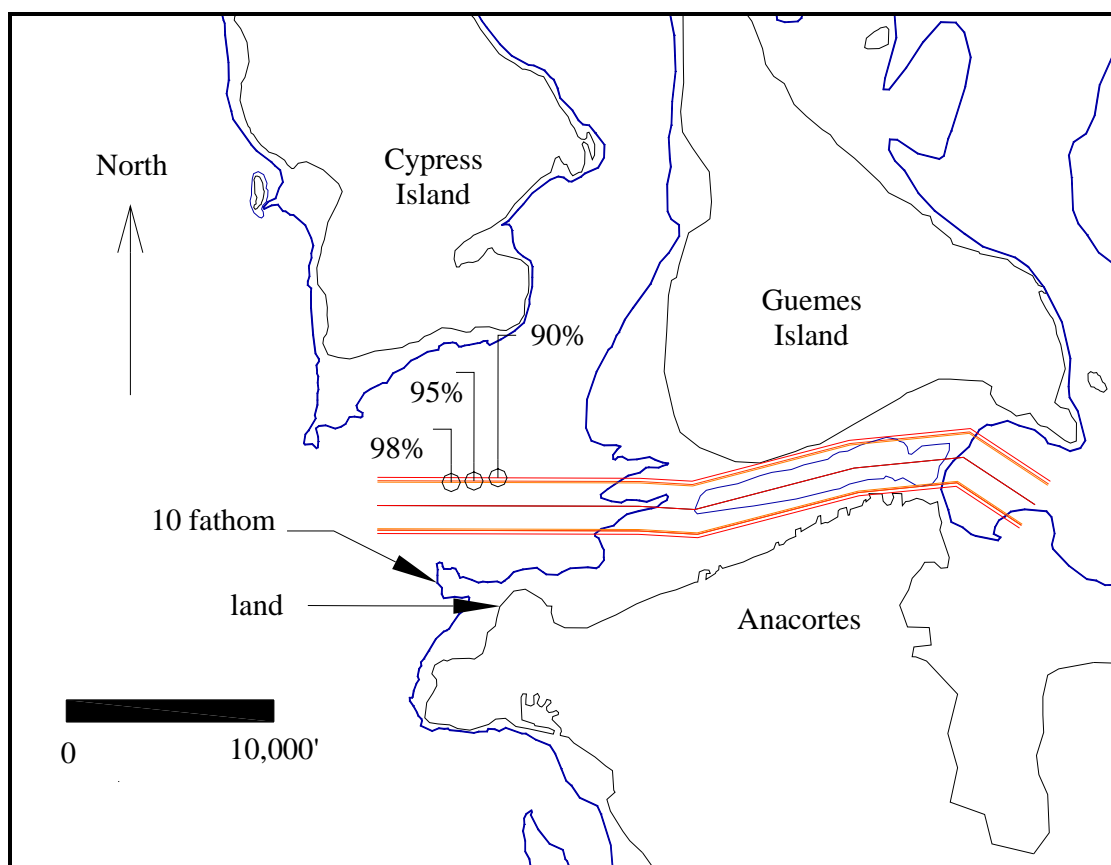 North
Cypress
Island
Guemes
Island
90%
95%
98%
10 fathom
land
Anacortes
0
10,000'